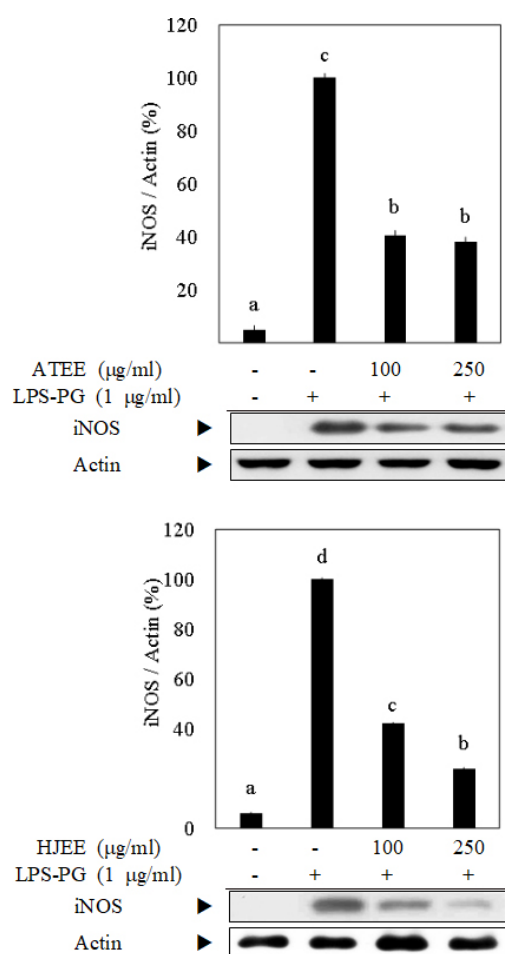 120
c
100
80
iNOS / Actin (%)
60
b
b
40
20
a
ATEE (μg/ml) - - 100 250
LPS-PG (1 μg/ml) - + + +
iNOS ▶
Actin ▶
120
d
100
80
iNOS / Actin (%)
60
c
40
b
a
0
HJEE (μg/ml) - - 100 250
LPS-PG (1 μg/ml) - + + +
iNOS ▶
Actin ▶